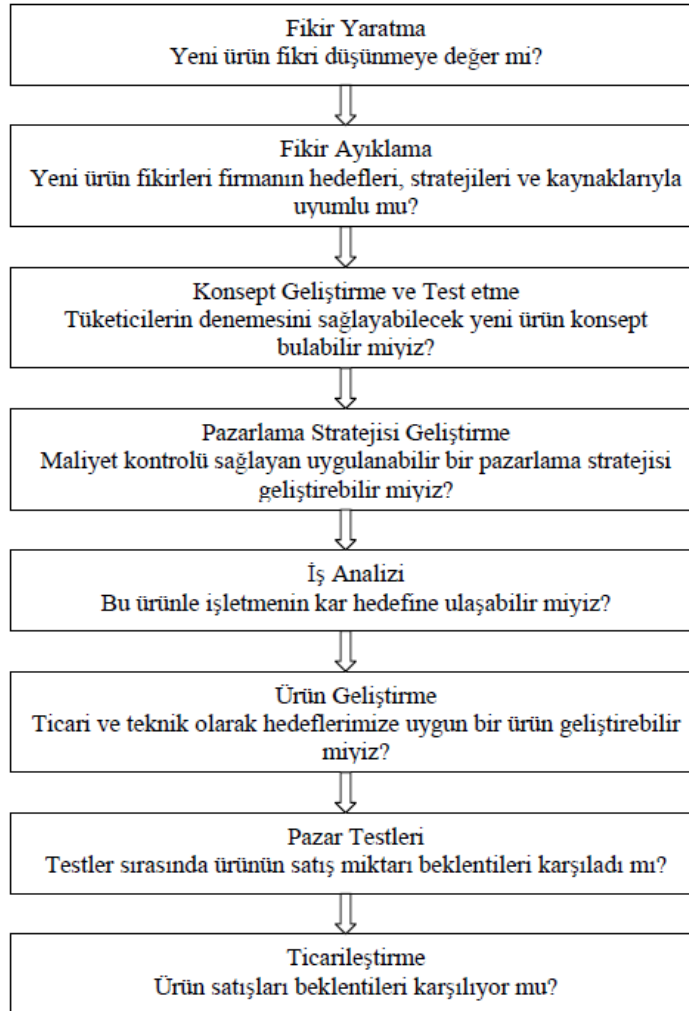 Fikir Yaratma
Yeni ürün fikri düşünmeye değer mi?
Fikir Ayıklama
Yeni ürün fikirleri firmanın hedefleri, stratejileri ve kaynaklarıyla
uyumlu mu?
Konsept Geliştirme ve Test etme
Tüketicilerin denemesini sağlayabilecek yeni ürün konsept
bulabilir miyiz?
Pazarlama Stratejisi Geliştirme
Maliyet kontrolü sağlayan uygulanabilir bir pazarlama stratejisi
geliştirebilir miyiz?
İş Analizi
Bu ürünle işletmenin kar hedefine ulaşabilir miyiz?
Ürün Geliştirme
Ticari ve teknik olarak hedeflerimize uygun bir ürün geliştirebilir
miyiz?
Pazar Testleri
Testler sırasında ürünün satış miktarı beklentileri karşıladı mı?
Ticarileştirme
Ürün satışları beklentileri karşılıyor mu?